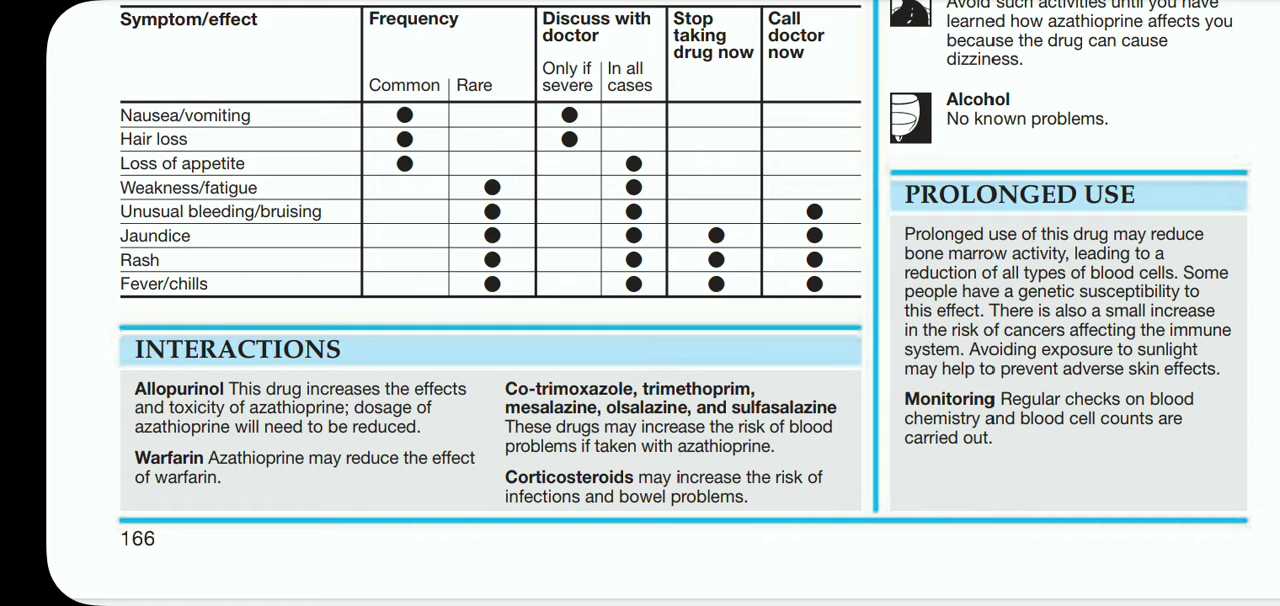 Symptom/effect
Frequency
Discuss with doctor
Stop taking drug now
Call doctor now
Common
Rare
Only if severe
In all cases
Nausea/vomiting
Hair loss
Loss of appetite
Weakness/fatigue
Unusual bleeding/bruising
Jaundice
Rash
Fever/chills
INTERACTIONS
Allopurinol This drug increases the effects
and toxicity of azathioprine; dosage of
azathioprine will need to be reduced.
Warfarin Azathioprine may reduce the effect
of warfarin.
Co-trimoxazole, trimethoprim,
mesalazine, olsalazine, and sulfasalazine
These drugs may increase the risk of blood
problems if taken with azathioprine.
Corticosteroids may increase the risk of
infections and bowel problems.
166
Avoid such activities until you have
learned how azathioprine affects you
because the drug can cause
dizziness.
Alcohol
No known problems.
PROLONGED USE
Prolonged use of this drug may reduce
bone marrow activity, leading to a
reduction of all types of blood cells. Some
people have a genetic susceptibility to
this effect. There is also a small increase
in the risk of cancers affecting the immune
system. Avoiding exposure to sunlight
may help to prevent adverse skin effects.
Monitoring Regular checks on blood
chemistry and blood cell counts are
carried out.